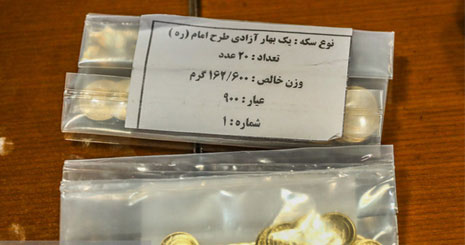 نوع سکه : یک بهار آزادی طرح امام (ره)
تعداد : ۲۰ عدد
وزن خالص : ۱۶۲/۶۰۰ گرم
عیار : ۹۰۰
شماره : ۱